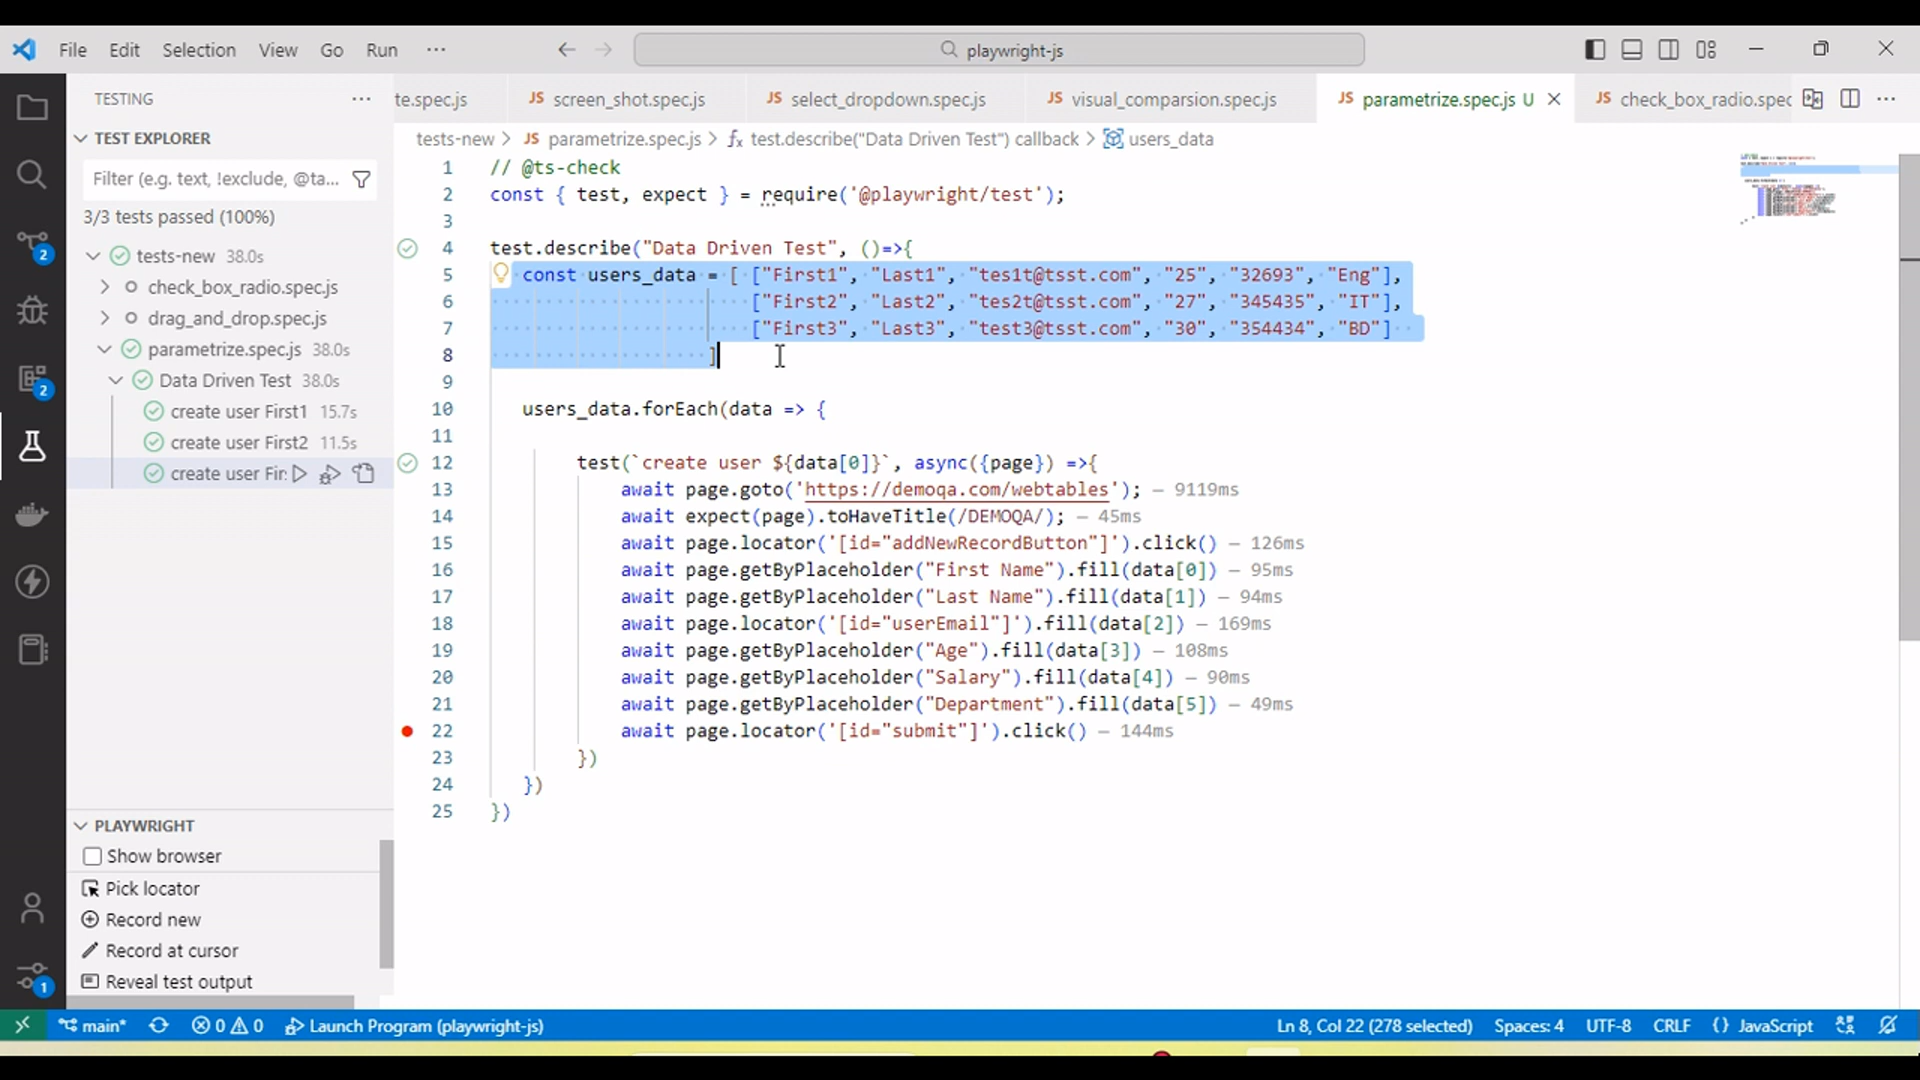 File Edit Selection View Go Run ··· playwright-js
TESTING ···
TEST EXPLORER
Filter (e.g. text, !exclude, @ta...
3/3 tests passed (100%)
tests-new 38.0s
check_box_radio.spec.js
drag_and_drop.spec.js
parametrize.spec.js 38.0s
Data Driven Test 38.0s
create user First1 15.7s
create user First2 11.5s
create user Fir
PLAYWRIGHT
Show browser
Pick locator
Record new
Record at cursor
Reveal test output
2
2
1
te.spec.js JS screen_shot.spec.js JS select_dropdown.spec.js JS visual_comparsion.spec.js JS parametrize.spec.js U JS check_box_radio.spec
tests-new > JS parametrize.spec.js > test.describe("Data Driven Test") callback > users_data
1 // @ts-check
2 const { test, expect } = require('@playwright/test');
3
4 test.describe("Data Driven Test", ()=>{
5 const users_data = [ ["First1", "Last1", "tes1t@tsst.com", "25", "32693", "Eng"],
6 ["First2", "Last2", "tes2t@tsst.com", "27", "345435", "IT"],
7 ["First3", "Last3", "test3@tsst.com", "30", "354434", "BD"]
8 ]
9
10 users_data.forEach(data => {
11
12 test(`create user ${data[0]}`, async({page}) =>{
13 await page.goto('https://demoqa.com/webtables'); — 9119ms
14 await expect(page).toHaveTitle(/DEMOQA/); — 45ms
15 await page.locator('[id="addNewRecordButton"]').click() — 126ms
16 await page.getByPlaceholder("First Name").fill(data[0]) — 95ms
17 await page.getByPlaceholder("Last Name").fill(data[1]) — 94ms
18 await page.locator('[id="userEmail"]').fill(data[2]) — 169ms
19 await page.getByPlaceholder("Age").fill(data[3]) — 108ms
20 await page.getByPlaceholder("Salary").fill(data[4]) — 90ms
21 await page.getByPlaceholder("Department").fill(data[5]) — 49ms
22 await page.locator('[id="submit"]').click() — 144ms
23 })
24 })
25 })
main* 0 0 Launch Program (playwright-js) Ln 8, Col 22 (278 selected) Spaces: 4 UTF-8 CRLF {} JavaScript